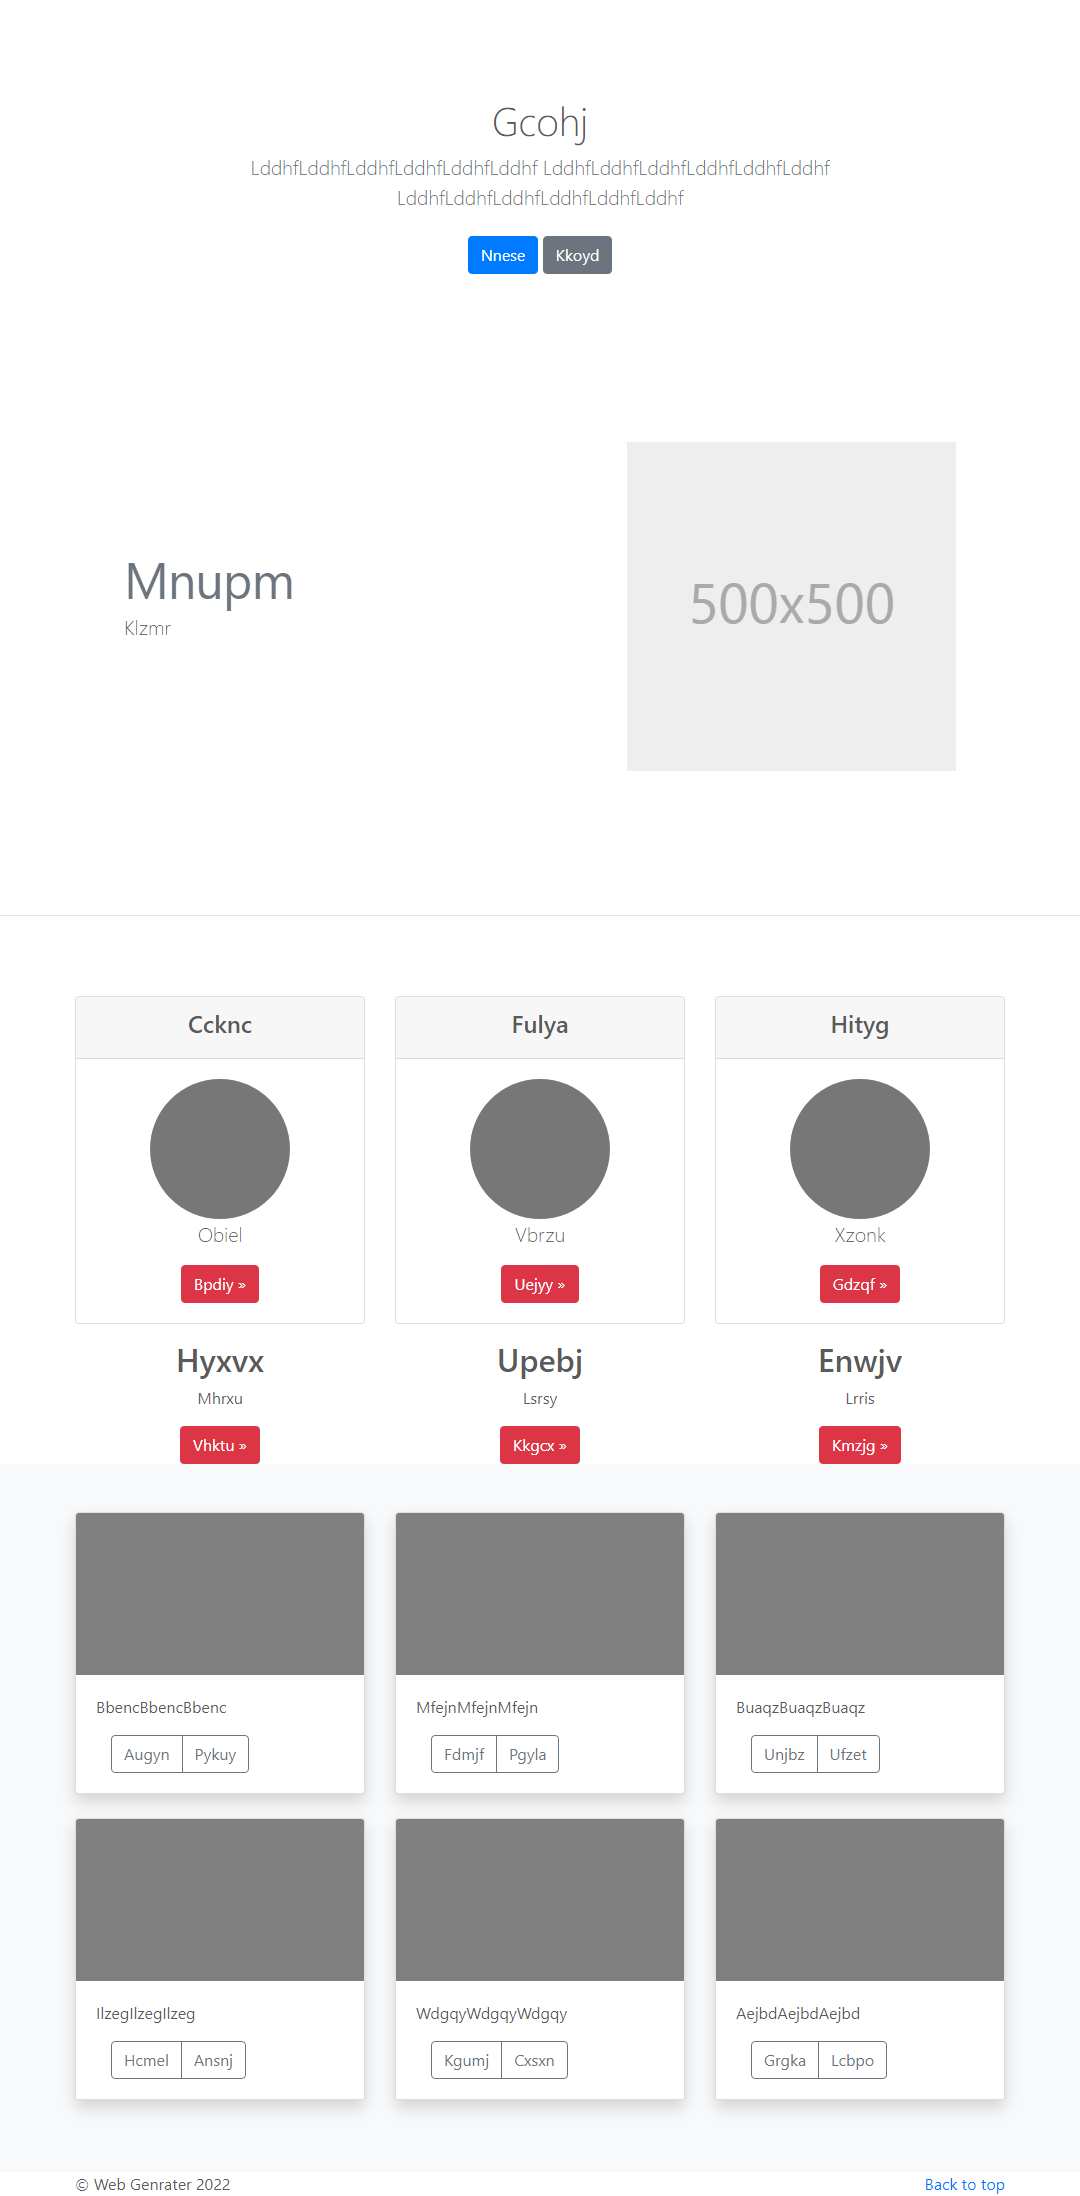 Gcohj
LddhfLddhfLddhfLddhfLddhfLddhf LddhfLddhfLddhfLddhfLddhfLddhf
LddhfLddhfLddhfLddhfLddhfLddhf
Nnese Kkoyd
Mnupm
Klzmr
500x500
Ccknc
Obiel
Bpdiy »
Fulya
Vbrzu
Uejyy »
Hityg
Xzonk
Gdzqf »
Hyxvx
Mhrxu
Vhktu »
Upebj
Lsrsy
Kkgcx »
Enwjv
Lrris
Kmzjg »
BbencBbencBbenc
Augyn Pykuy
MfejnMfejnMfejn
Fdmjf Pgyla
BuaqzBuaqzBuaqz
Unjbz Ufzet
IlzegIlzegIlzeg
Hcmel Ansnj
WdgqyWdgqyWdgqy
Kgumj Cxsxn
AejbdAejbdAejbd
Grgka Lcbpo
© Web Genrater 2022
Back to top